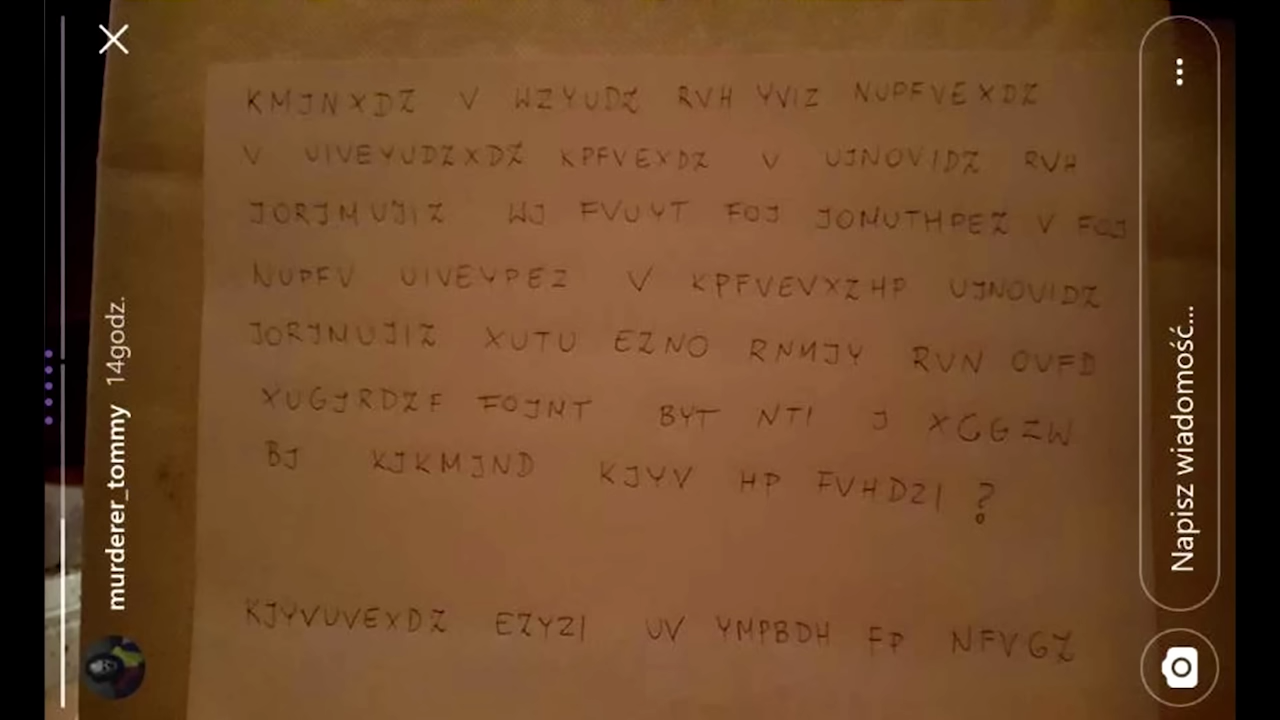 KMJNXDZ V WZYUDZ RVH YVIZ NUPFVEXDZ
V UIVEYUDZXDZ KPFVEXDZ V UJNOVIDZ RVH
JORJMUJIZ WJ FVUYT FOJ JOMUTHPEZ V FOJ
NUPFV UIVEYPEZ V KPFVEVXZHP UJNOVIDZ
JORJMUJIZ XUTU EZNO RNMJY RVN OVFD
XUGJRDZF FOJNT BYT NTI J XGGZW
BJ KJKMJND KJYV HP FVHDZI ?
KJYVUVEXDZ EZYZI UV YMPBDH FP NFVGZ
murderer_tommy 14godz.
Napisz wiadomość...